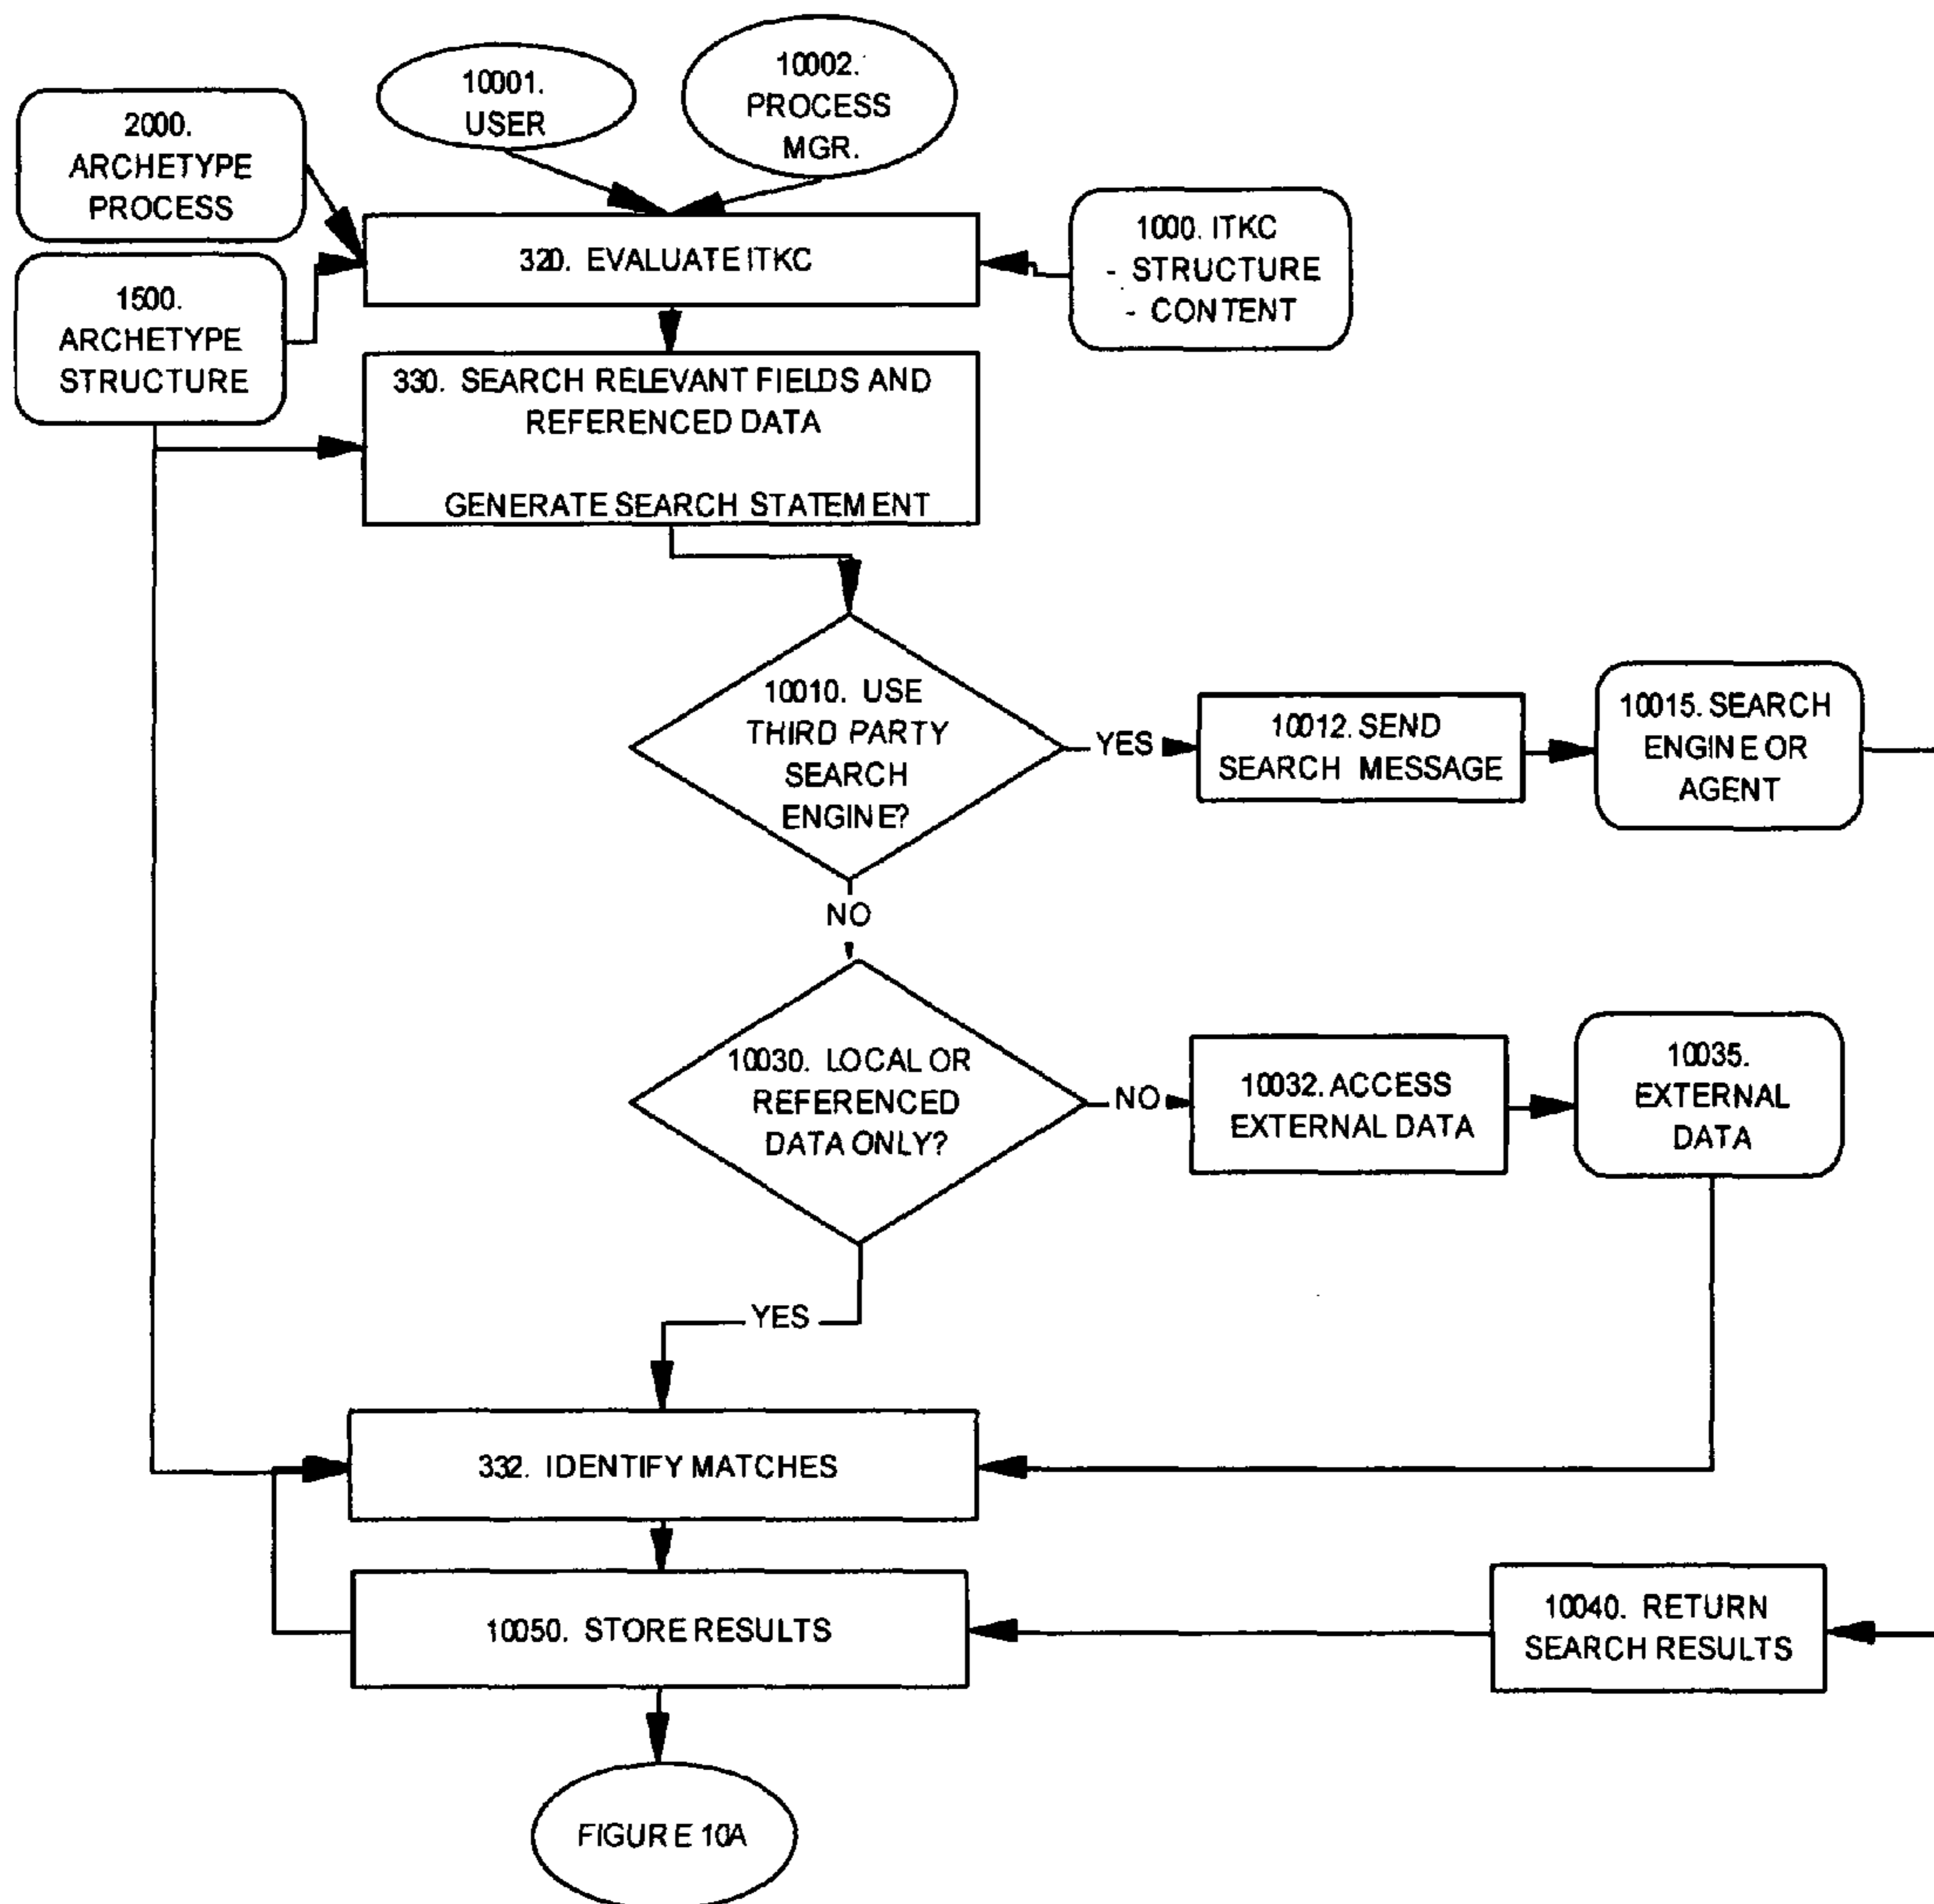 10001.
USER
10002.
PROCESS
MGR.
2000.
ARCHETYPE
PROCESS
320. EVALUATE ITKC
1000. ITKC
- STRUCTURE
- CONTENT
1500.
ARCHETYPE
STRUCTURE
330. SEARCH RELEVANT FIELDS AND
REFERENCED DATA
GENERATE SEARCH STATEMENT
10010. USE
THIRD PARTY
SEARCH
ENGINE?
YES
10012. SEND
SEARCH MESSAGE
10015. SEARCH
ENGINE OR
AGENT
NO
10030. LOCAL OR
REFERENCED
DATA ONLY?
NO
10032. ACCESS
EXTERNAL DATA
10035.
EXTERNAL
DATA
YES
332. IDENTIFY MATCHES
10050. STORE RESULTS
10040. RETURN
SEARCH RESULTS
FIGURE 10A